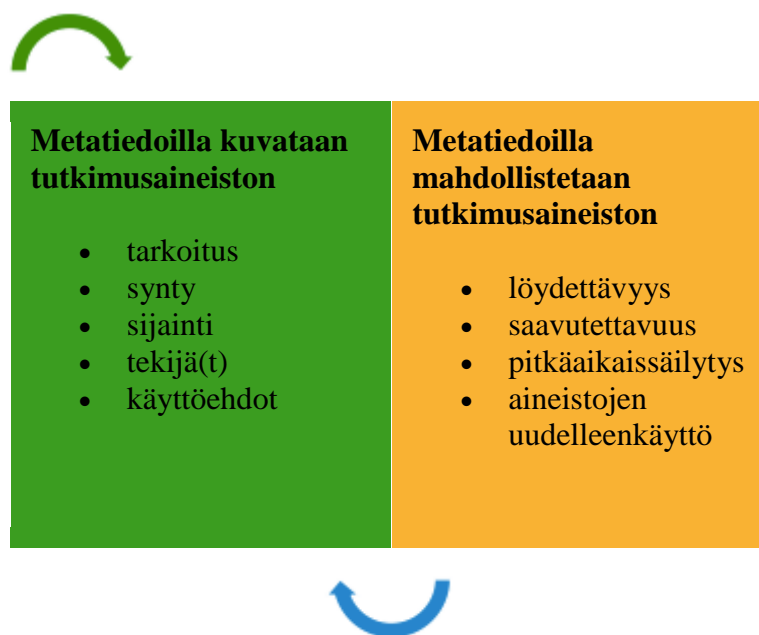 Metatiedoilla kuvataan
tutkimusaineiston
• tarkoitus
• synty
• sijainti
• tekijä(t)
• käyttöehdot
Metatiedoilla
mahdollistetaan
tutkimusaineiston
• löydettävyys
• saavutettavuus
• pitkäaikaissäilytys
• aineistojen
uudelleenkäyttö